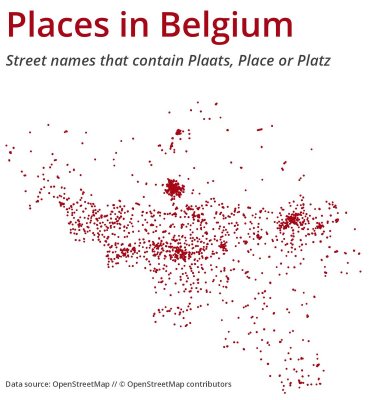 Places in Belgium
Street names that contain Plaats, Place or Platz
Data source: OpenStreetMap // © OpenStreetMap contributors